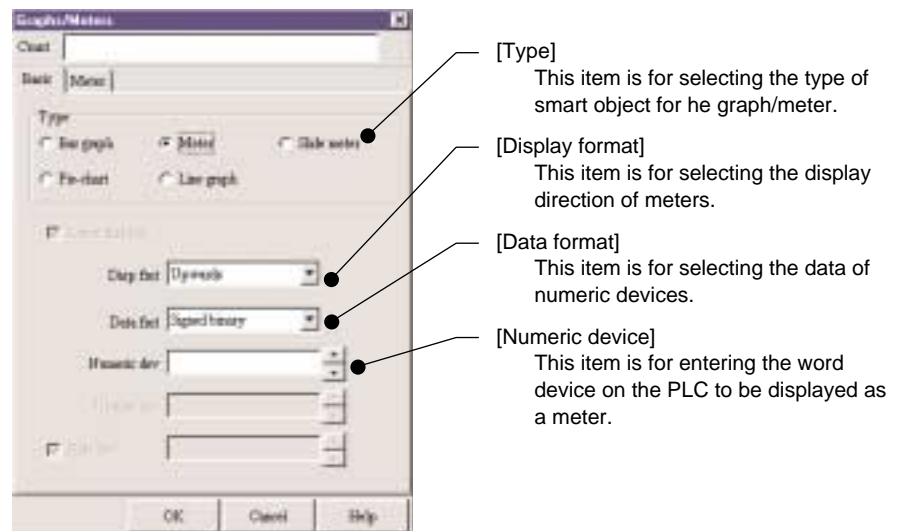 Graphs/Meters
Cmnt
Basic Meter
Type
Bar graph Meter Slide meter
Pie-chart Line graph
Disp fmt Upwards
Data fmt Signed binary
Numeric dev
OK Cancel Help
[Type]
This item is for selecting the type of
smart object for he graph/meter.
[Display format]
This item is for selecting the display
direction of meters.
[Data format]
This item is for selecting the data of
numeric devices.
[Numeric device]
This item is for entering the word
device on the PLC to be displayed as
a meter.